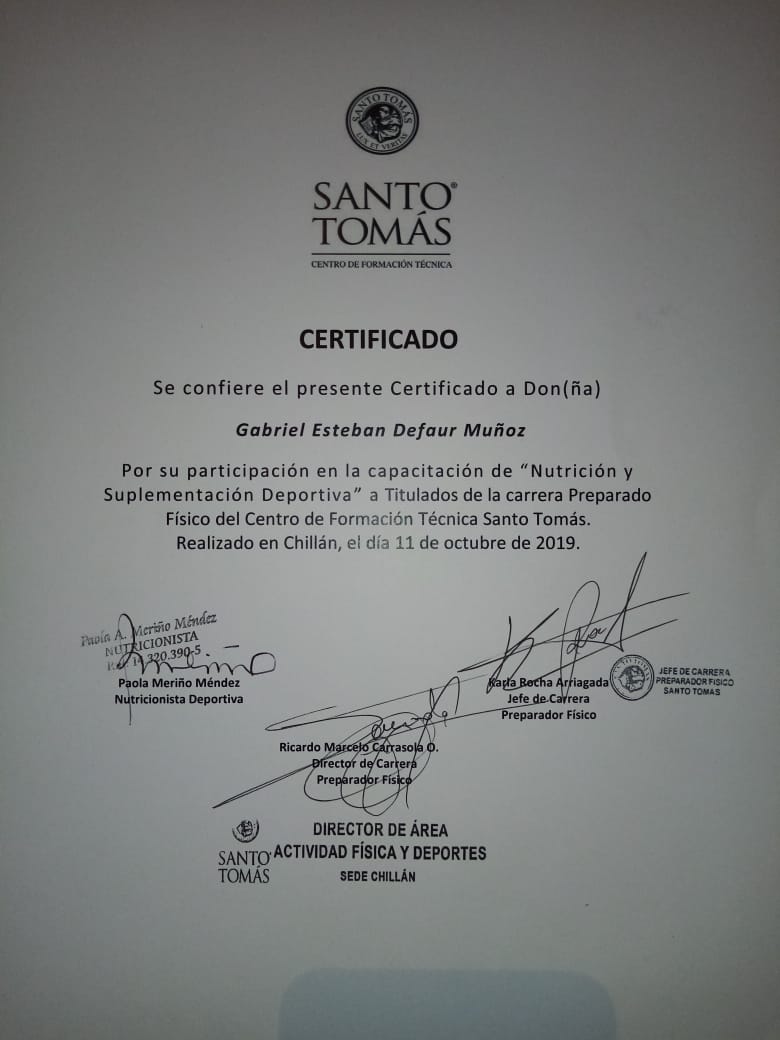 SANTO TOMÁS
LUX ET VERITAS
SANTO®
TOMÁS
CENTRO DE FORMACIÓN TÉCNICA
CERTIFICADO
Se confiere el presente Certificado a Don(ña)
Gabriel Esteban Defaur Muñoz
Por su participación en la capacitación de “Nutrición y
Suplementación Deportiva” a Titulados de la carrera Preparado
Físico del Centro de Formación Técnica Santo Tomás.
Realizado en Chillán, el día 11 de octubre de 2019.
Paola A. Meriño Méndez
NUTRICIONISTA
320.390-5
Paola Meriño Méndez
Nutricionista Deportiva
Karla Rocha Arriagada
Jefe de Carrera
Preparador Físico
JEFE DE CARRERA
PREPARADOR FISICO
SANTO TOMAS
Ricardo Marcelo Carrasola O.
Director de Carrera
Preparador Físico
SANTO
TOMÁS
DIRECTOR DE ÁREA
ACTIVIDAD FÍSICA Y DEPORTES
SEDE CHILLÁN